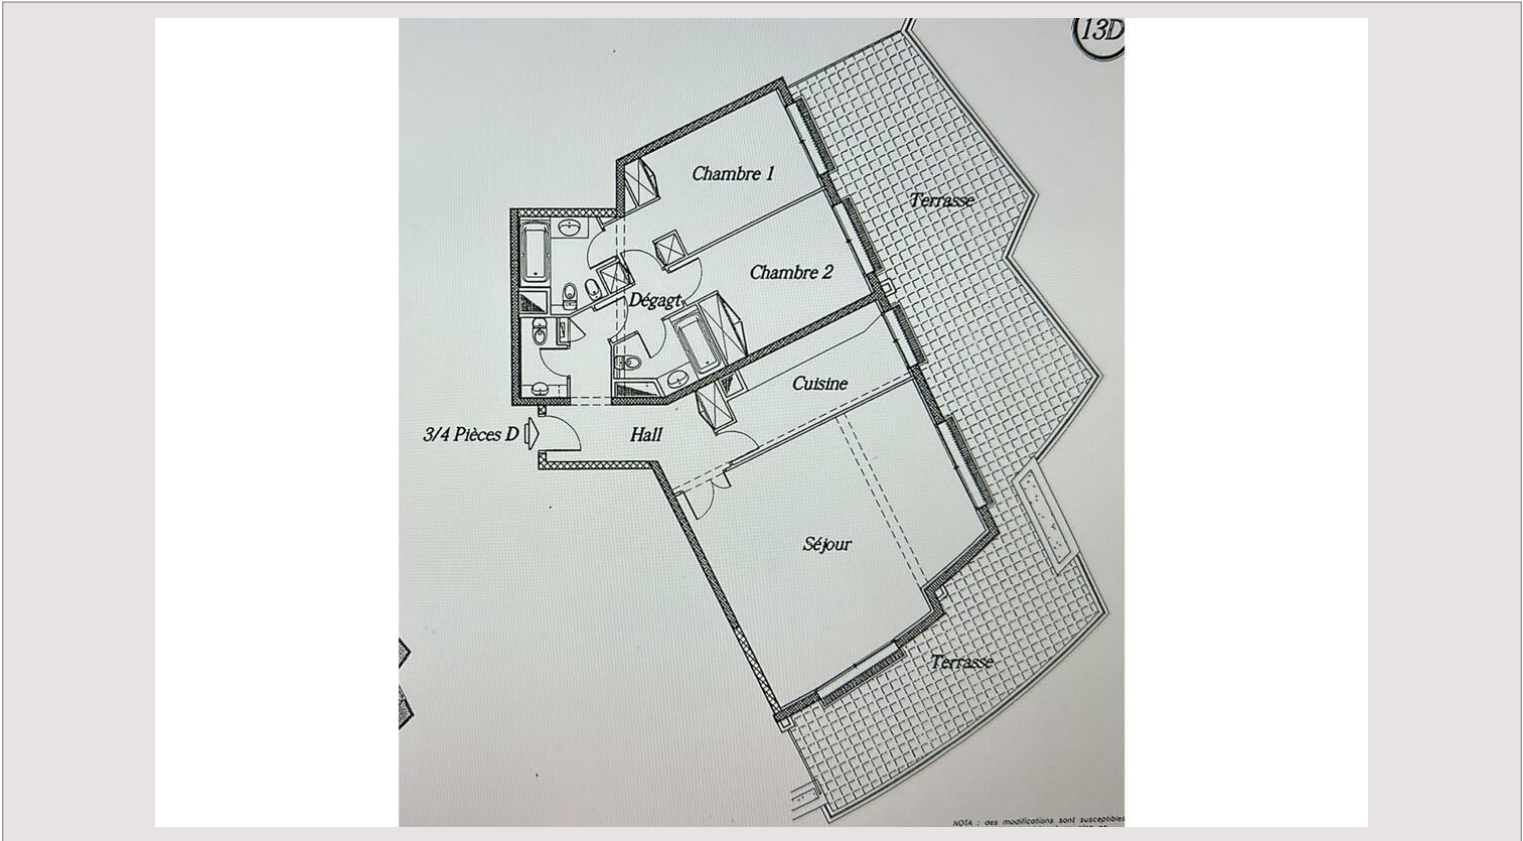 13D
Chambre 1
Terrasse
Chambre 2
Dégagt.
Cuisine
3/4 Pièces D
Hall
Séjour
Terrasse
NOTA : des modifications sont susceptibles